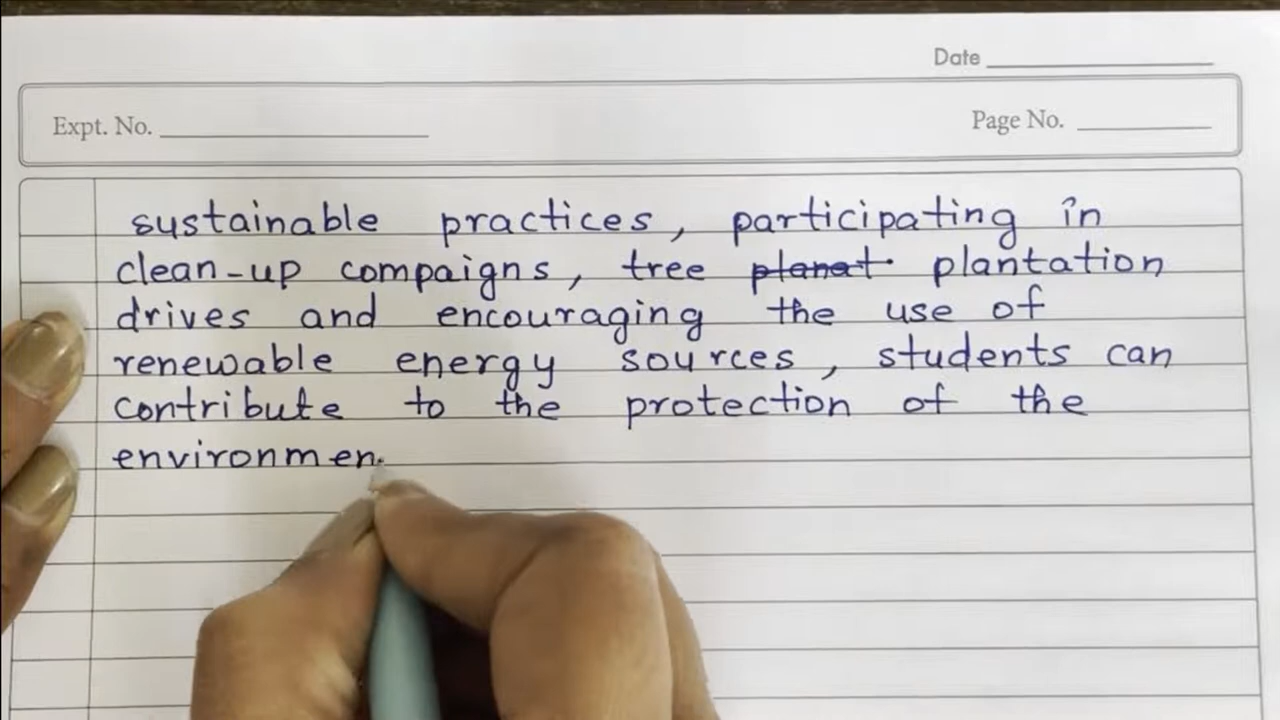 Date
Expt. No.
Page No.
sustainable practices, participating in
clean-up compaigns, tree planat plantation
drives and encouraging the use of
renewable energy sources, students can
contribute to the protection of the
environmen